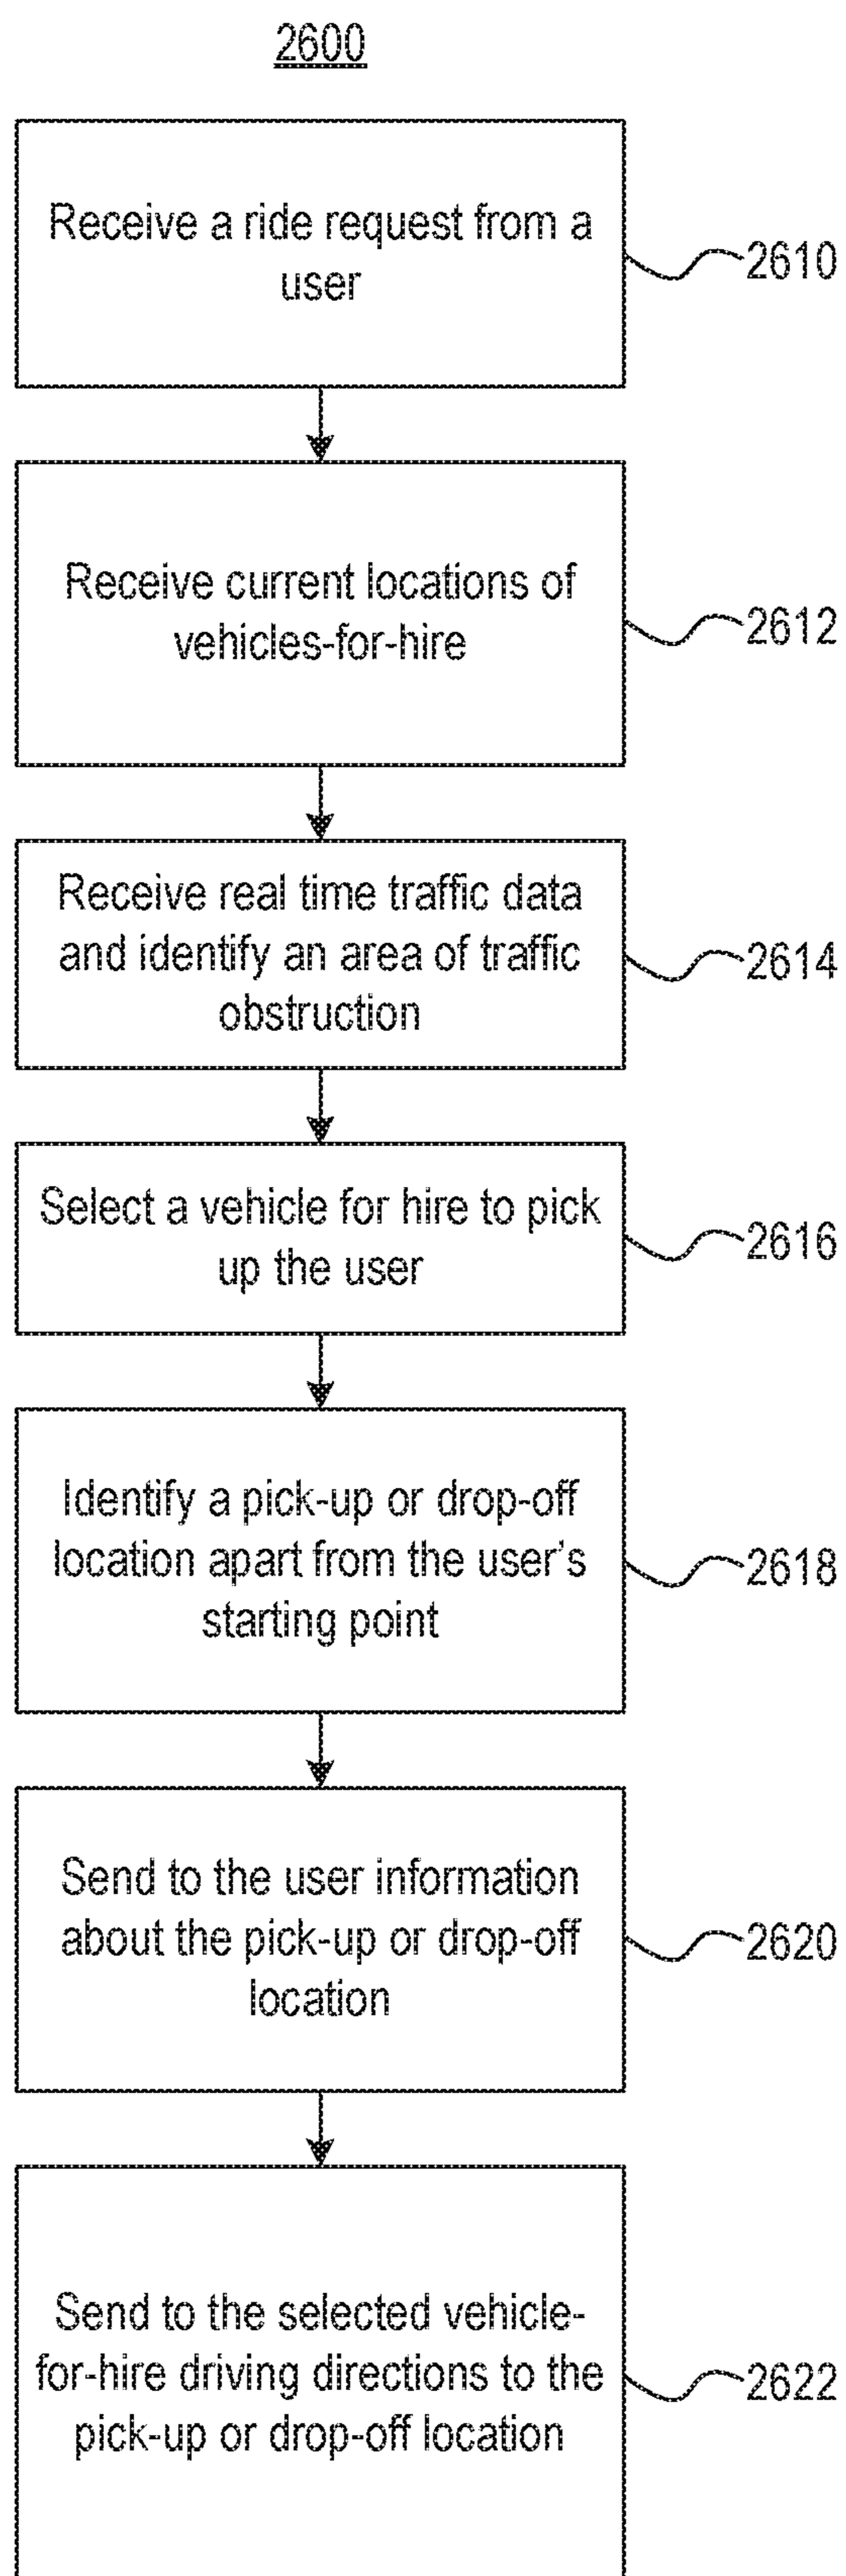 2600
Receive a ride request from a
user
2610
Receive current locations of
vehicles-for-hire
2612
Receive real time traffic data
and identify an area of traffic
obstruction
2614
Select a vehicle for hire to pick
up the user
2616
Identify a pick-up or drop-off
location apart from the user's
starting point
2618
Send to the user information
about the pick-up or drop-off
location
2620
Send to the selected vehicle-
for-hire driving directions to the
pick-up or drop-off location
2622